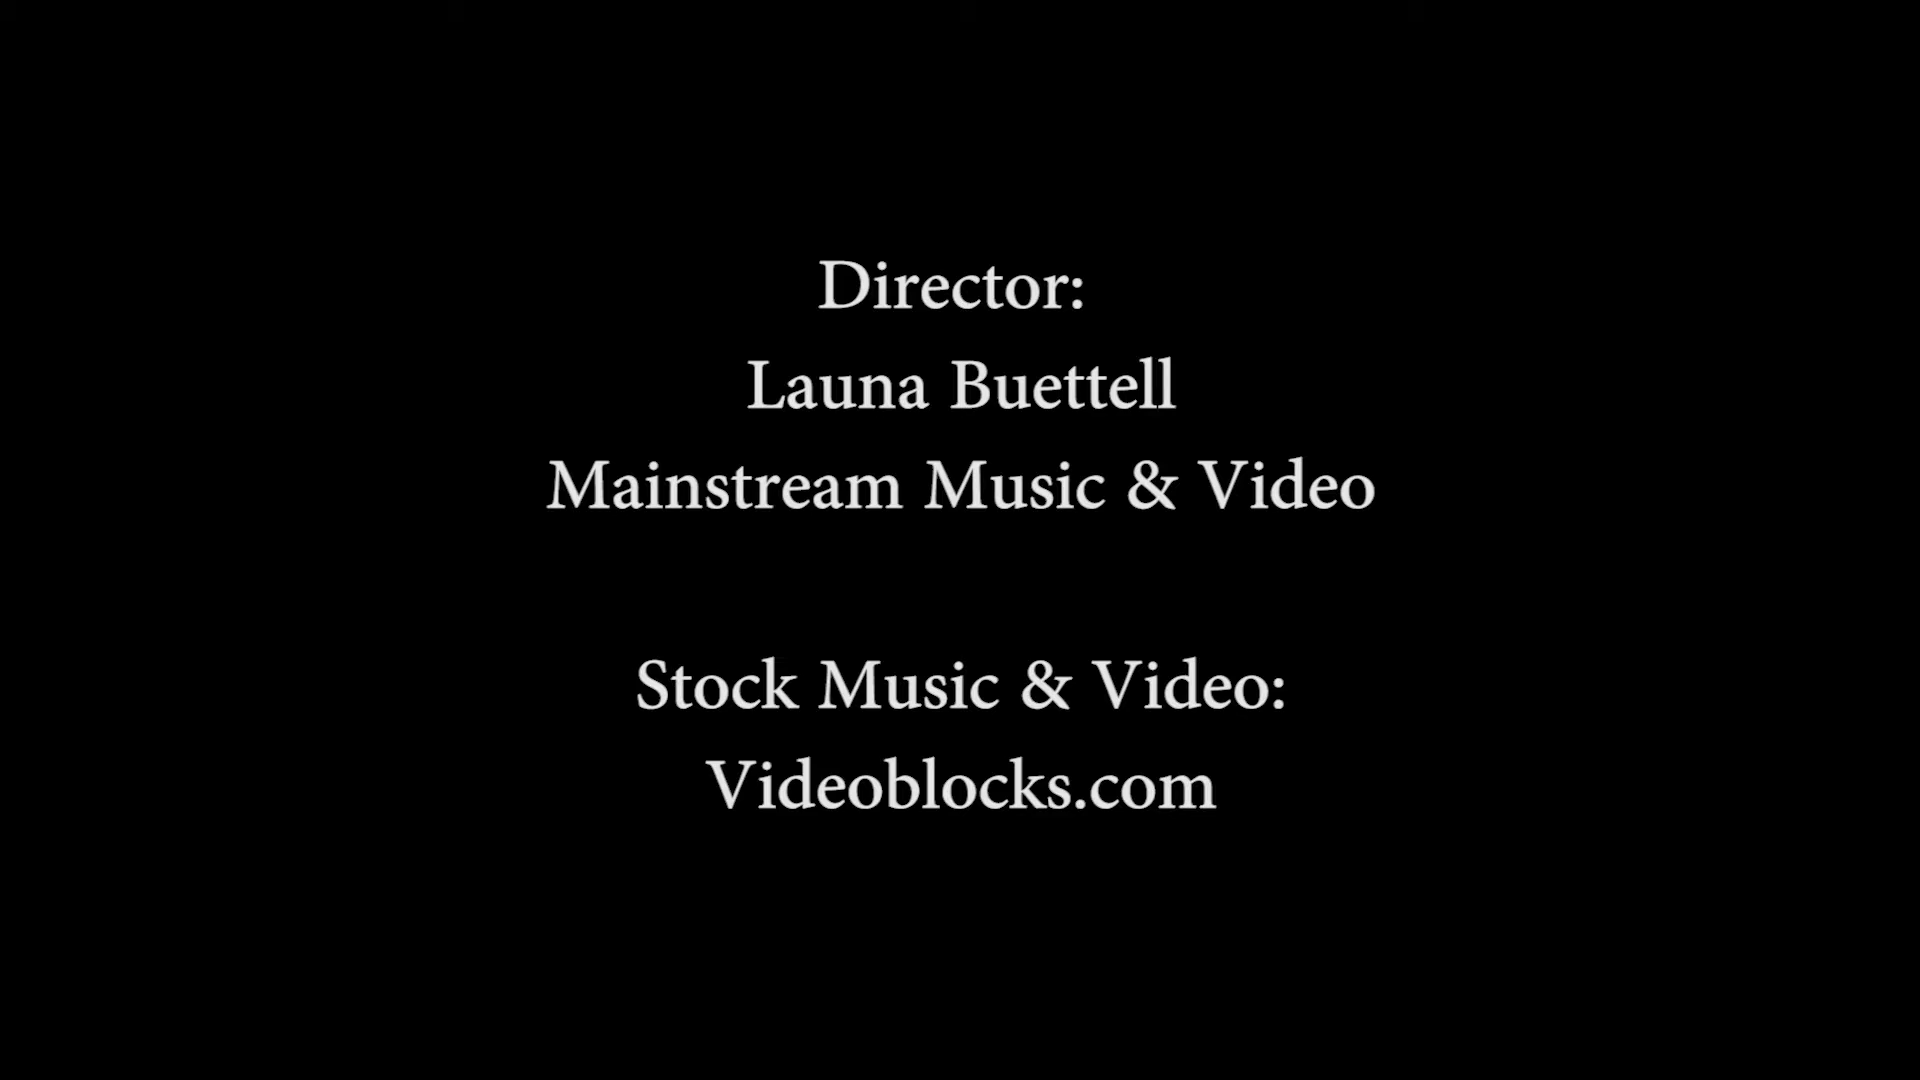 Director:
Launa Buettell
Mainstream Music & Video
Stock Music & Video:
Videoblocks.com